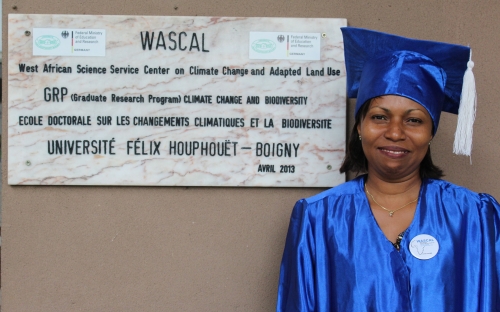 WASCAL
Federal Ministry
of Education
and Research
Federal Ministry
of Education
and Research
West African Science Service Center on Climate Change and Adapted Land Use
GRP (Graduate Research Program) CLIMATE CHANGE AND BIODIVERSITY
ECOLE DOCTORALE SUR LES CHANGEMENTS CLIMATIQUES ET LA BIODIVERSITE
UNIVERSITÉ FÉLIX HOUPHOUËT – BOIGNY
AVRIL 2013